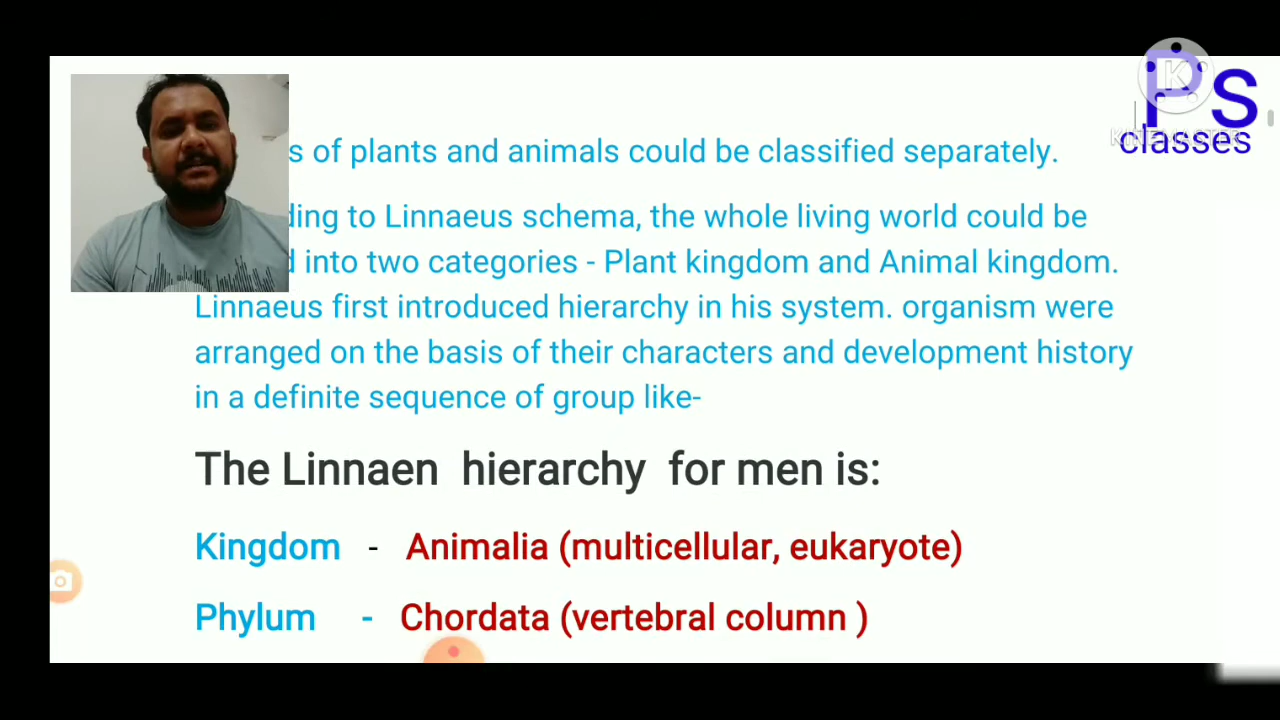 Ps
classes
KINEMASTER
s of plants and animals could be classified separately.
ding to Linnaeus schema, the whole living world could be
d into two categories - Plant kingdom and Animal kingdom.
Linnaeus first introduced hierarchy in his system. organism were
arranged on the basis of their characters and development history
in a definite sequence of group like-
The Linnaen hierarchy for men is:
Kingdom - Animalia (multicellular, eukaryote)
Phylum - Chordata (vertebral column )